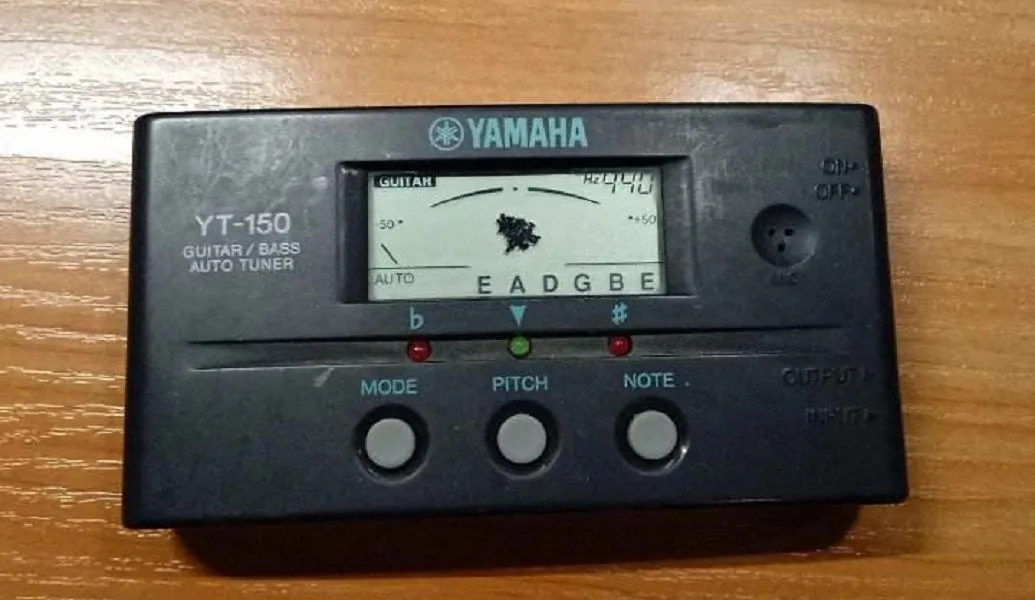 YAMAHA
GUITAR
Hz 440
-50
+50
AUTO
E A D G B E
YT-150
GUITAR / BASS
AUTO TUNER
ON
OFF
MIC
♭ ▼ ♯
MODE PITCH NOTE
OUTPUT
INPUT